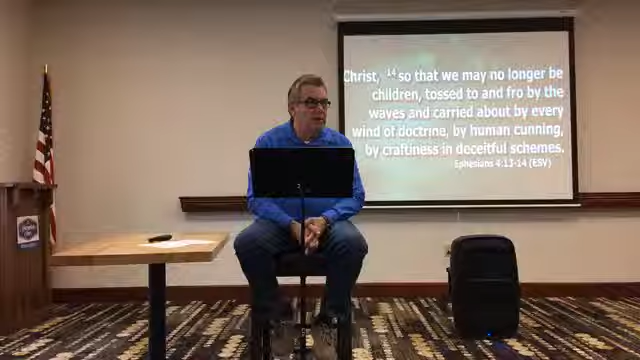 Christ, 14 so that we may no longer be
children, tossed to and fro by the
waves and carried about by every
wind of doctrine, by human cunning,
by craftiness in deceitful schemes.
Ephesians 4:13-14 (ESV)